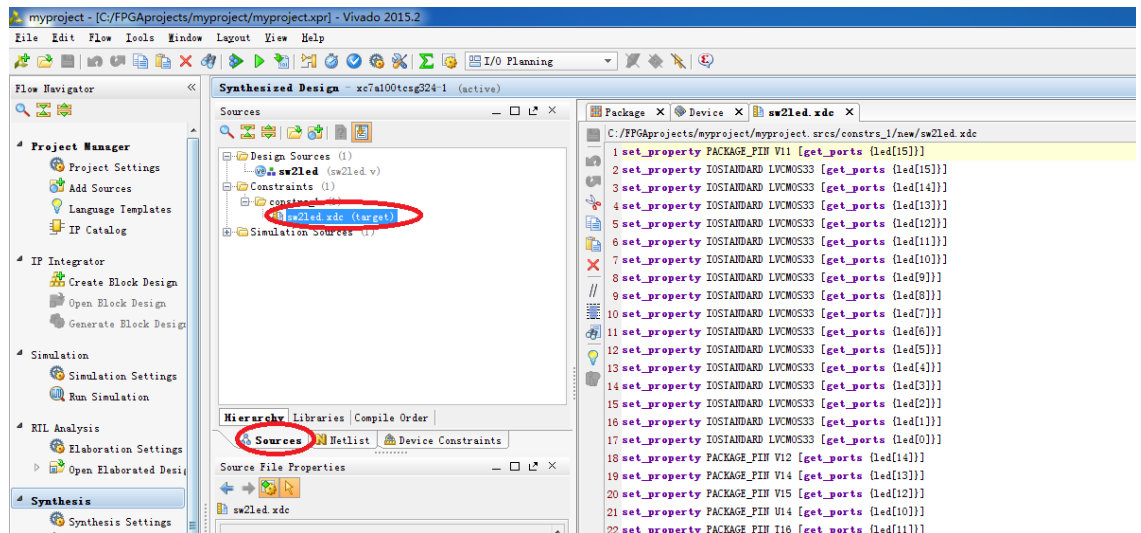 myproject - [C:/FPGAprojects/myproject/myproject.xpr] - Vivado 2015.2
File Edit Flow Tools Window Layout View Help
I/O Planning
Flow Navigator
Project Manager
Project Settings
Add Sources
Language Templates
IP Catalog
IP Integrator
Create Block Design
Open Block Design
Generate Block Desig
Simulation
Simulation Settings
Run Simulation
RTL Analysis
Elaboration Settings
Open Elaborated Desi
Synthesis
Synthesis Settings
Synthesized Design - xc7a100tcsg324-1 (active)
Sources
Design Sources (1)
sw2led (sw2led.v)
Constraints (1)
constrs_1 (1)
sw2led.xdc (target)
Simulation Sources (1)
Hierarchy Libraries Compile Order
Sources Netlist Device Constraints
Source File Properties
sw2led.xdc
Package Device sw2led.xdc
C:/FPGAprojects/myproject/myproject.srcs/constrs_1/new/sw2led.xdc
1 set_property PACKAGE_PIN V11 [get_ports {led[15]}]
2 set_property IOSTANDARD LVCMOS33 [get_ports {led[15]}]
3 set_property IOSTANDARD LVCMOS33 [get_ports {led[14]}]
4 set_property IOSTANDARD LVCMOS33 [get_ports {led[13]}]
5 set_property IOSTANDARD LVCMOS33 [get_ports {led[12]}]
6 set_property IOSTANDARD LVCMOS33 [get_ports {led[11]}]
7 set_property IOSTANDARD LVCMOS33 [get_ports {led[10]}]
8 set_property IOSTANDARD LVCMOS33 [get_ports {led[9]}]
9 set_property IOSTANDARD LVCMOS33 [get_ports {led[8]}]
10 set_property IOSTANDARD LVCMOS33 [get_ports {led[7]}]
11 set_property IOSTANDARD LVCMOS33 [get_ports {led[6]}]
12 set_property IOSTANDARD LVCMOS33 [get_ports {led[5]}]
13 set_property IOSTANDARD LVCMOS33 [get_ports {led[4]}]
14 set_property IOSTANDARD LVCMOS33 [get_ports {led[3]}]
15 set_property IOSTANDARD LVCMOS33 [get_ports {led[2]}]
16 set_property IOSTANDARD LVCMOS33 [get_ports {led[1]}]
17 set_property IOSTANDARD LVCMOS33 [get_ports {led[0]}]
18 set_property PACKAGE_PIN V12 [get_ports {led[14]}]
19 set_property PACKAGE_PIN V14 [get_ports {led[13]}]
20 set_property PACKAGE_PIN V15 [get_ports {led[12]}]
21 set_property PACKAGE_PIN U14 [get_ports {led[10]}]
22 set_property PACKAGE_PIN T16 [get_ports {led[11]}]